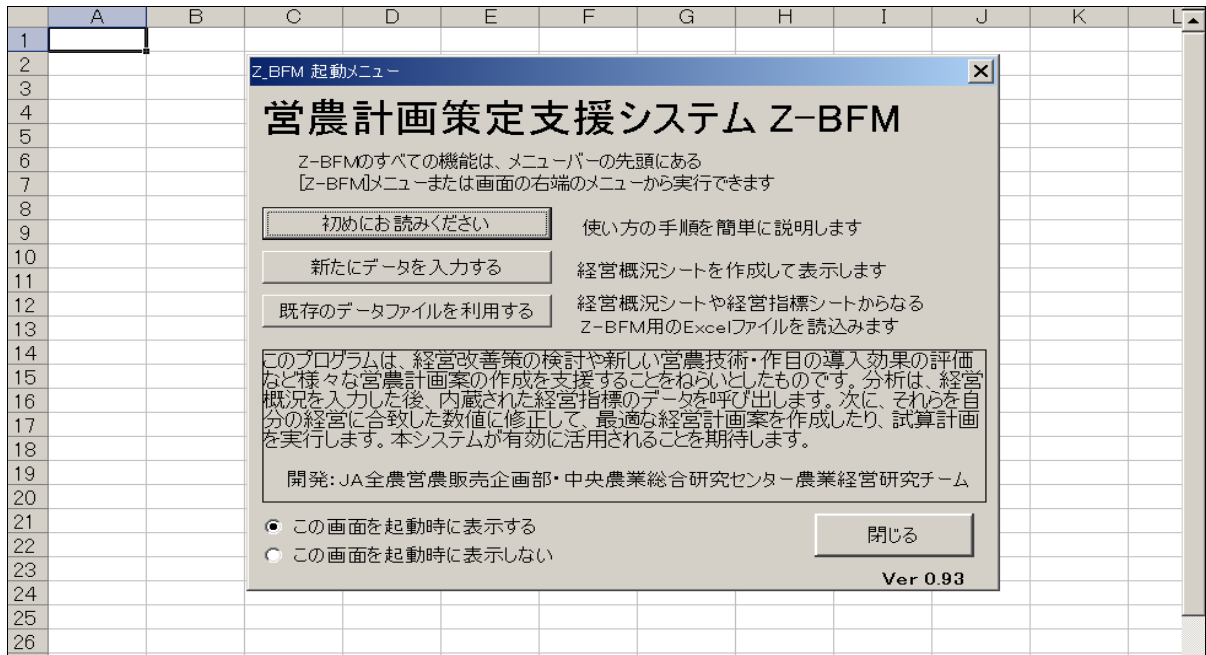 A B C D E F G H I J K L
1
2
Z_BFM 起動メニュー
3
営農計画策定支援システム Z-BFM
4
5
6
Z-BFMのすべての機能は、メニューバーの先頭にある
7
[Z-BFM]メニューまたは画面の右端のメニューから実行できます
8
初めにお読みください 使い方の手順を簡単に説明します
9
10
新たにデータを入力する 経営概況シートを作成して表示します
11
12
既存のデータファイルを利用する 経営概況シートや経営指標シートからなる
13
Z-BFM用のExcelファイルを読込みます
14
このプログラムは、経営改善策の検討や新しい営農技術・作目の導入効果の評価
15
など様々な営農計画案の作成を支援することをねらいとしたものです。分析は、経営
16
概況を入力した後、内蔵された経営指標のデータを呼び出します。次に、それらを自
17
分の経営に合致した数値に修正して、最適な経営計画案を作成したり、試算計画
18
を実行します。本システムが有効に活用されることを期待します。
19
開発:JA全農営農販売企画部・中央農業総合研究センター農業経営研究チーム
20
21
この画面を起動時に表示する
22
閉じる
この画面を起動時に表示しない
23
Ver 0.93
24
25
26